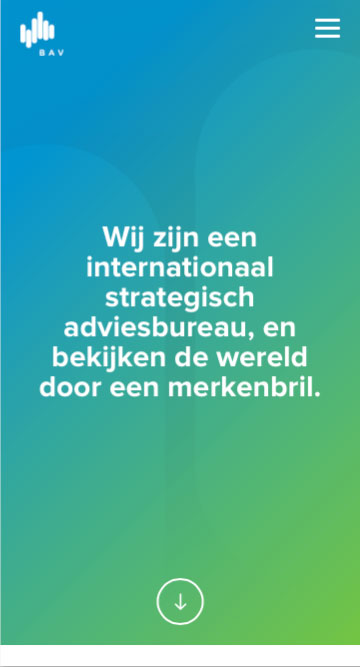 BAV
Wij zijn een
internationaal
strategisch
adviesbureau, en
bekijken de wereld
door een merkenbril.